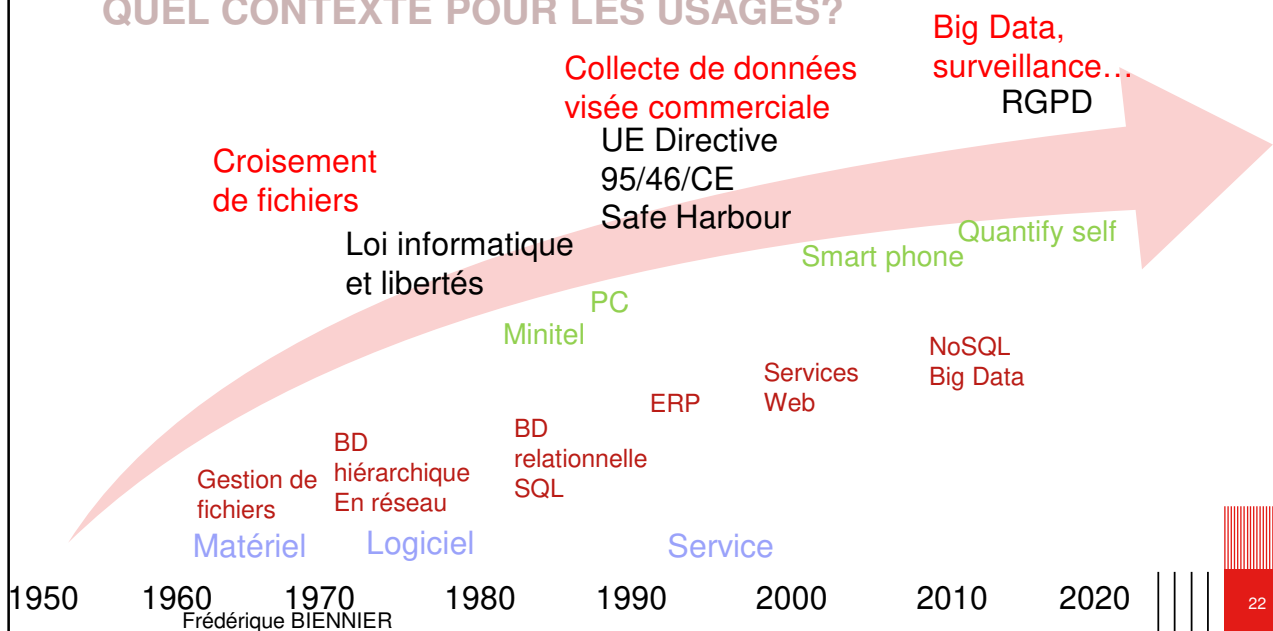 QUEL CONTEXTE POUR LES USAGES?
Big Data,
surveillance…
RGPD
Collecte de données
visée commerciale
UE Directive
95/46/CE
Safe Harbour
Croisement
de fichiers
Loi informatique
et libertés
Quantify self
Smart phone
PC
Minitel
NoSQL
Big Data
Services
Web
ERP
BD
relationnelle
SQL
BD
hiérarchique
En réseau
Gestion de
fichiers
Matériel
Logiciel
Service
1950 1960 1970 1980 1990 2000 2010 2020
Frédérique BIENNIER
22